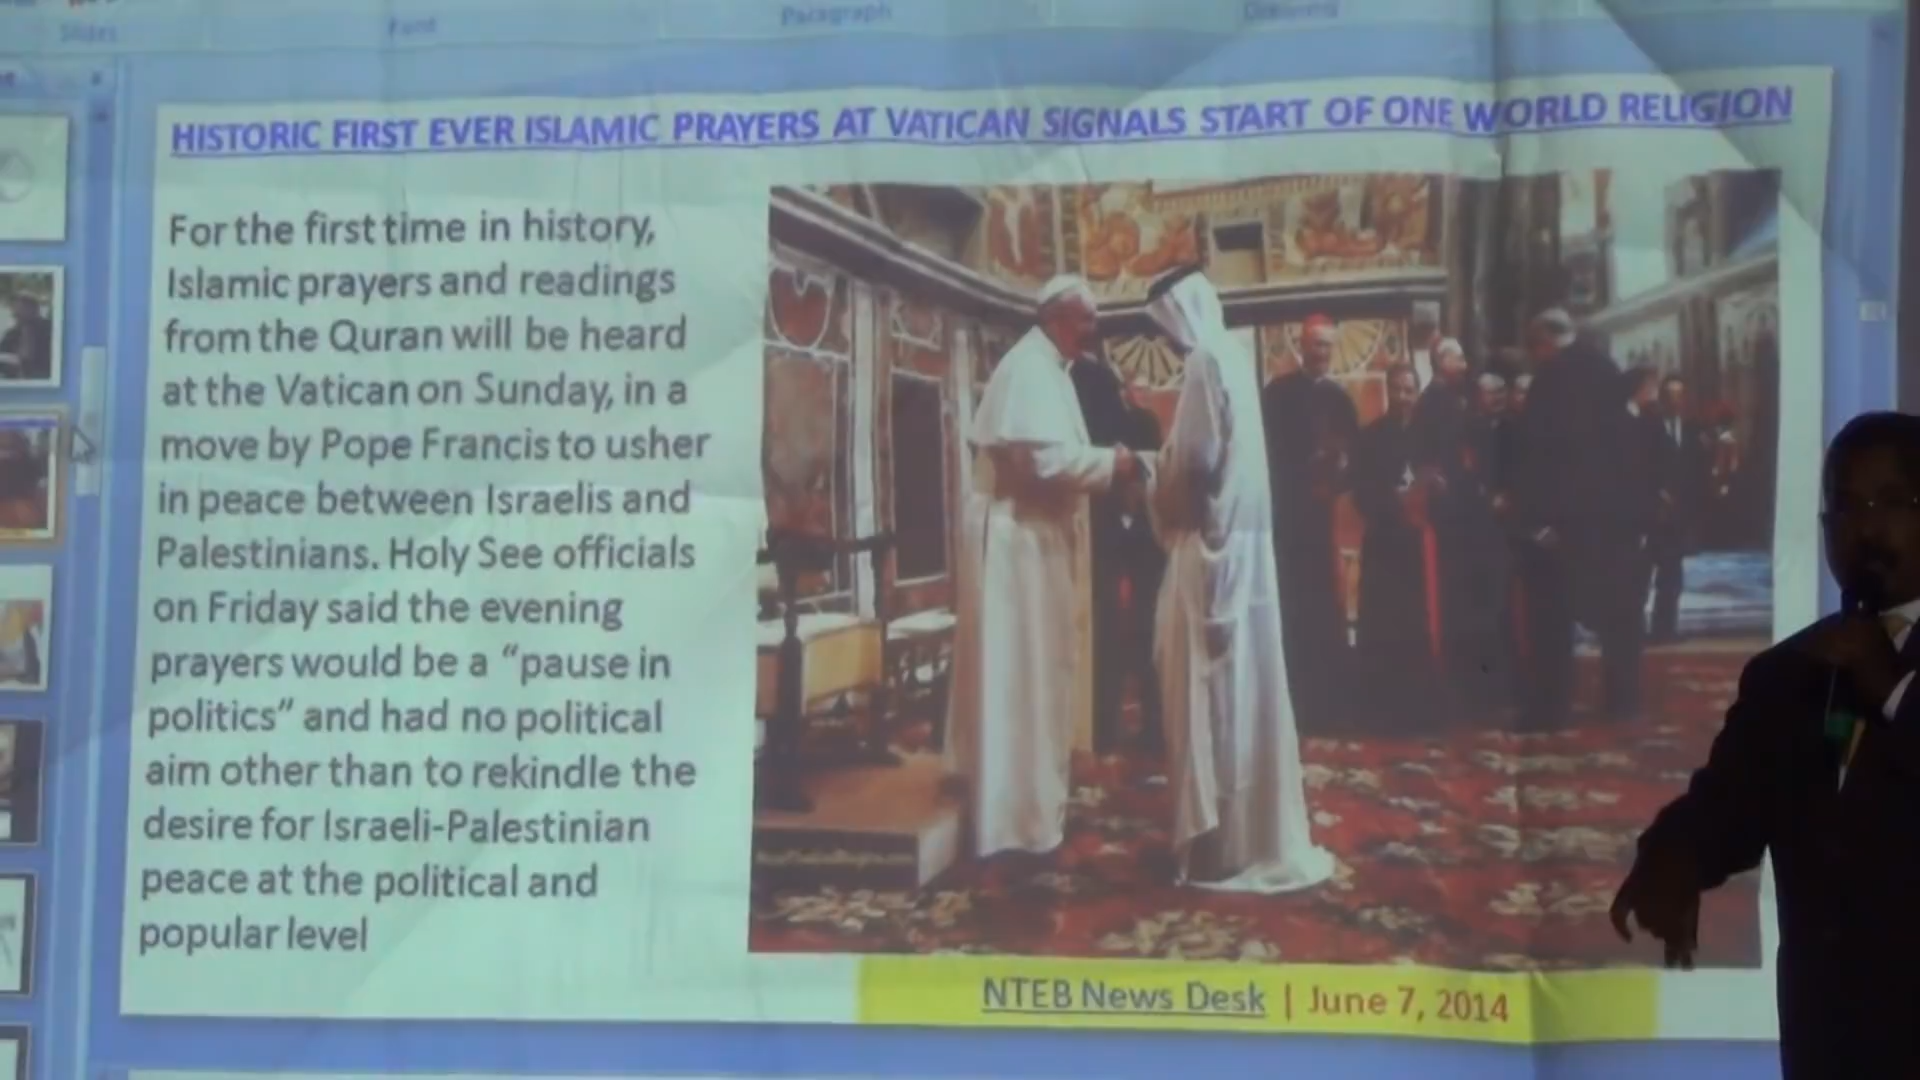 Slides Font Paragraph Drawing
HISTORIC FIRST EVER ISLAMIC PRAYERS AT VATICAN SIGNALS START OF ONE WORLD RELIGION
For the first time in history,
Islamic prayers and readings
from the Quran will be heard
at the Vatican on Sunday, in a
move by Pope Francis to usher
in peace between Israelis and
Palestinians. Holy See officials
on Friday said the evening
prayers would be a “pause in
politics” and had no political
aim other than to rekindle the
desire for Israeli-Palestinian
peace at the political and
popular level
NTEB News Desk | June 7, 2014